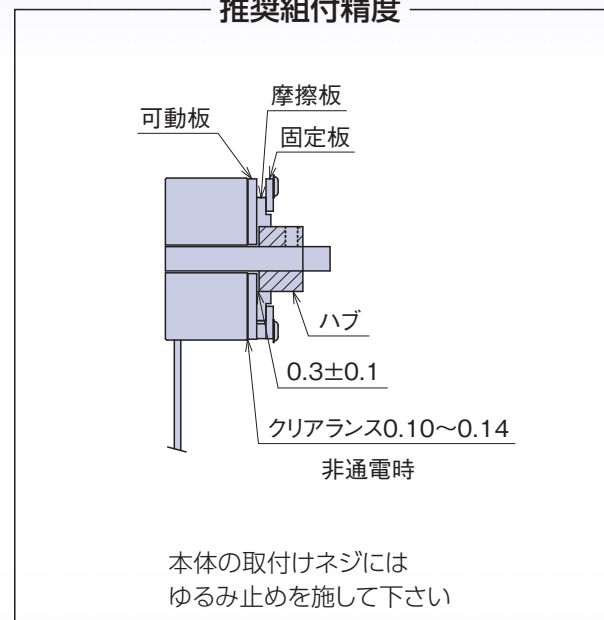 推奨組付精度
摩擦板
可動板
固定板
ハブ
0.3±0.1
クリアランス0.10～0.14
非通電時
本体の取付けネジには
ゆるみ止めを施して下さい